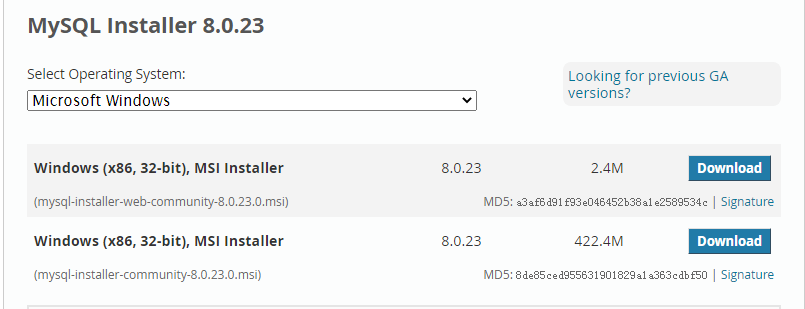 MySQL Installer 8.0.23
Select Operating System:
Looking for previous GA
versions?
Microsoft Windows
Windows (x86, 32-bit), MSI Installer 8.0.23 2.4M Download
(mysql-installer-web-community-8.0.23.0.msi) MD5: a3af6d91f93e046452b38a1e2589534c | Signature
Windows (x86, 32-bit), MSI Installer 8.0.23 422.4M Download
(mysql-installer-community-8.0.23.0.msi) MD5: 8de85ced955631901829a1a363cdbf50 | Signature